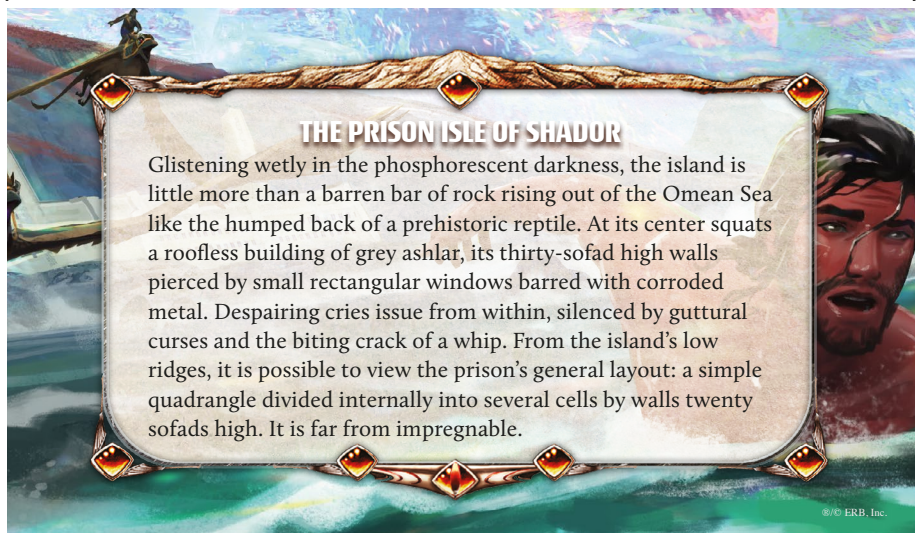 THE PRISON ISLE OF SHADOR
Glistening wetly in the phosphorescent darkness, the island is
little more than a barren bar of rock rising out of the Omean Sea
like the humped back of a prehistoric reptile. At its center squats
a roofless building of grey ashlar, its thirty-sofad high walls
pierced by small rectangular windows barred with corroded
metal. Despairing cries issue from within, silenced by guttural
curses and the biting crack of a whip. From the island’s low
ridges, it is possible to view the prison’s general layout: a simple
quadrangle divided internally into several cells by walls twenty
sofads high. It is far from impregnable.
®/© ERB, Inc.